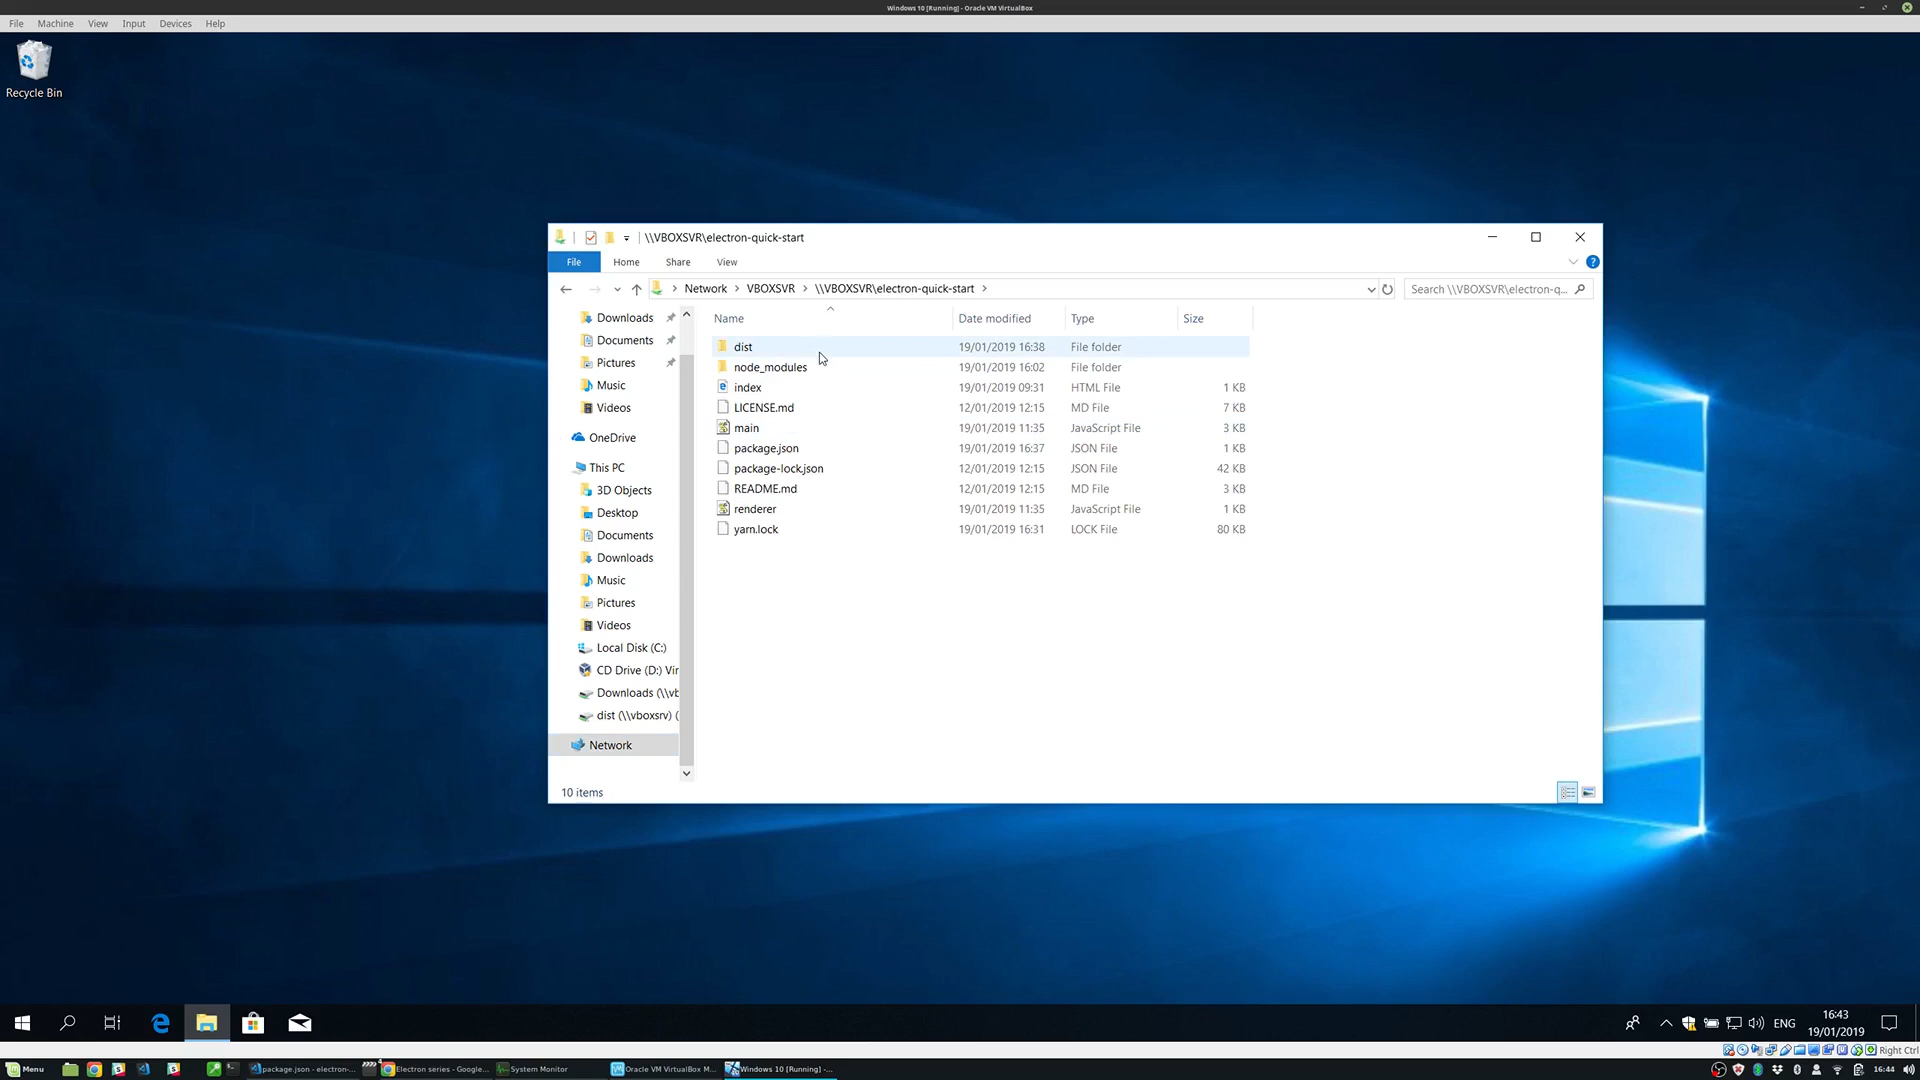 Windows 10 [Running] - Oracle VM VirtualBox
File Machine View Input Devices Help
Recycle Bin
\\VBOXSVR\electron-quick-start
File Home Share View
Network > VBOXSVR > \\VBOXSVR\electron-quick-start >
Search \\VBOXSVR\electron-q...
Name Date modified Type Size
Downloads
Documents
Pictures
Music
Videos
OneDrive
This PC
3D Objects
Desktop
Documents
Downloads
Music
Pictures
Videos
Local Disk (C:)
CD Drive (D:) Vir
Downloads (\\vb
dist (\\vboxsrv) (
Network
dist 19/01/2019 16:38 File folder
node_modules 19/01/2019 16:02 File folder
index 19/01/2019 09:31 HTML File 1 KB
LICENSE.md 12/01/2019 12:15 MD File 7 KB
main 19/01/2019 11:35 JavaScript File 3 KB
package.json 19/01/2019 16:37 JSON File 1 KB
package-lock.json 12/01/2019 12:15 JSON File 42 KB
README.md 12/01/2019 12:15 MD File 3 KB
renderer 19/01/2019 11:35 JavaScript File 1 KB
yarn.lock 19/01/2019 16:31 LOCK File 80 KB
10 items
ENG
16:43
19/01/2019
Right Ctrl
Menu
package.json - electron-...
Electron series - Google...
System Monitor
Oracle VM VirtualBox M...
Windows 10 [Running] -...
16:44